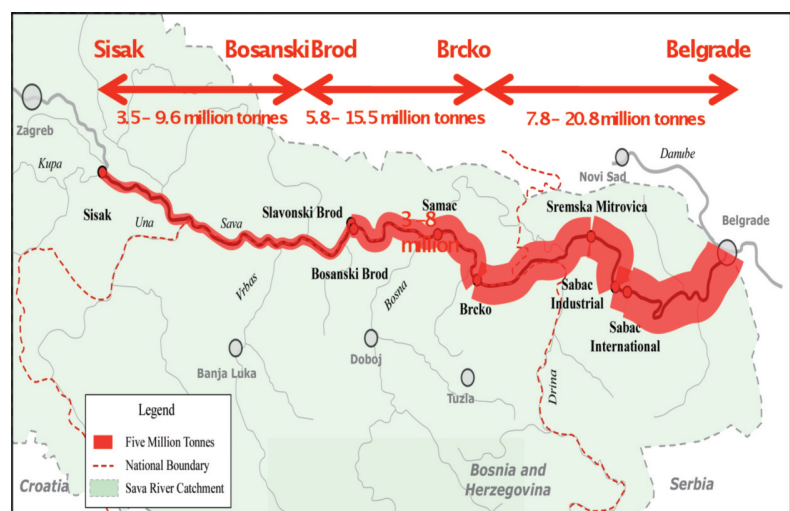 Sisak
Bosanski Brod
Brcko
Belgrade
3.5– 9.6 million tonnes
5.8– 15.5 million tonnes
7.8– 20.8 million tonnes
Zagreb
Kupa
Novi Sad
Danube
Sisak
Una
Sava
Slavonski Brod
Samac
3–8
million
Sremska Mitrovica
Belgrade
Vrbas
Bosanski Brod
Bosna
Brcko
Sabac
Industrial
Sabac
International
Banja Luka
Doboj
Tuzla
Drina
Legend
Five Million Tonnes
National Boundary
Sava River Catchment
Croatia
Bosnia and
Herzegovina
Serbia